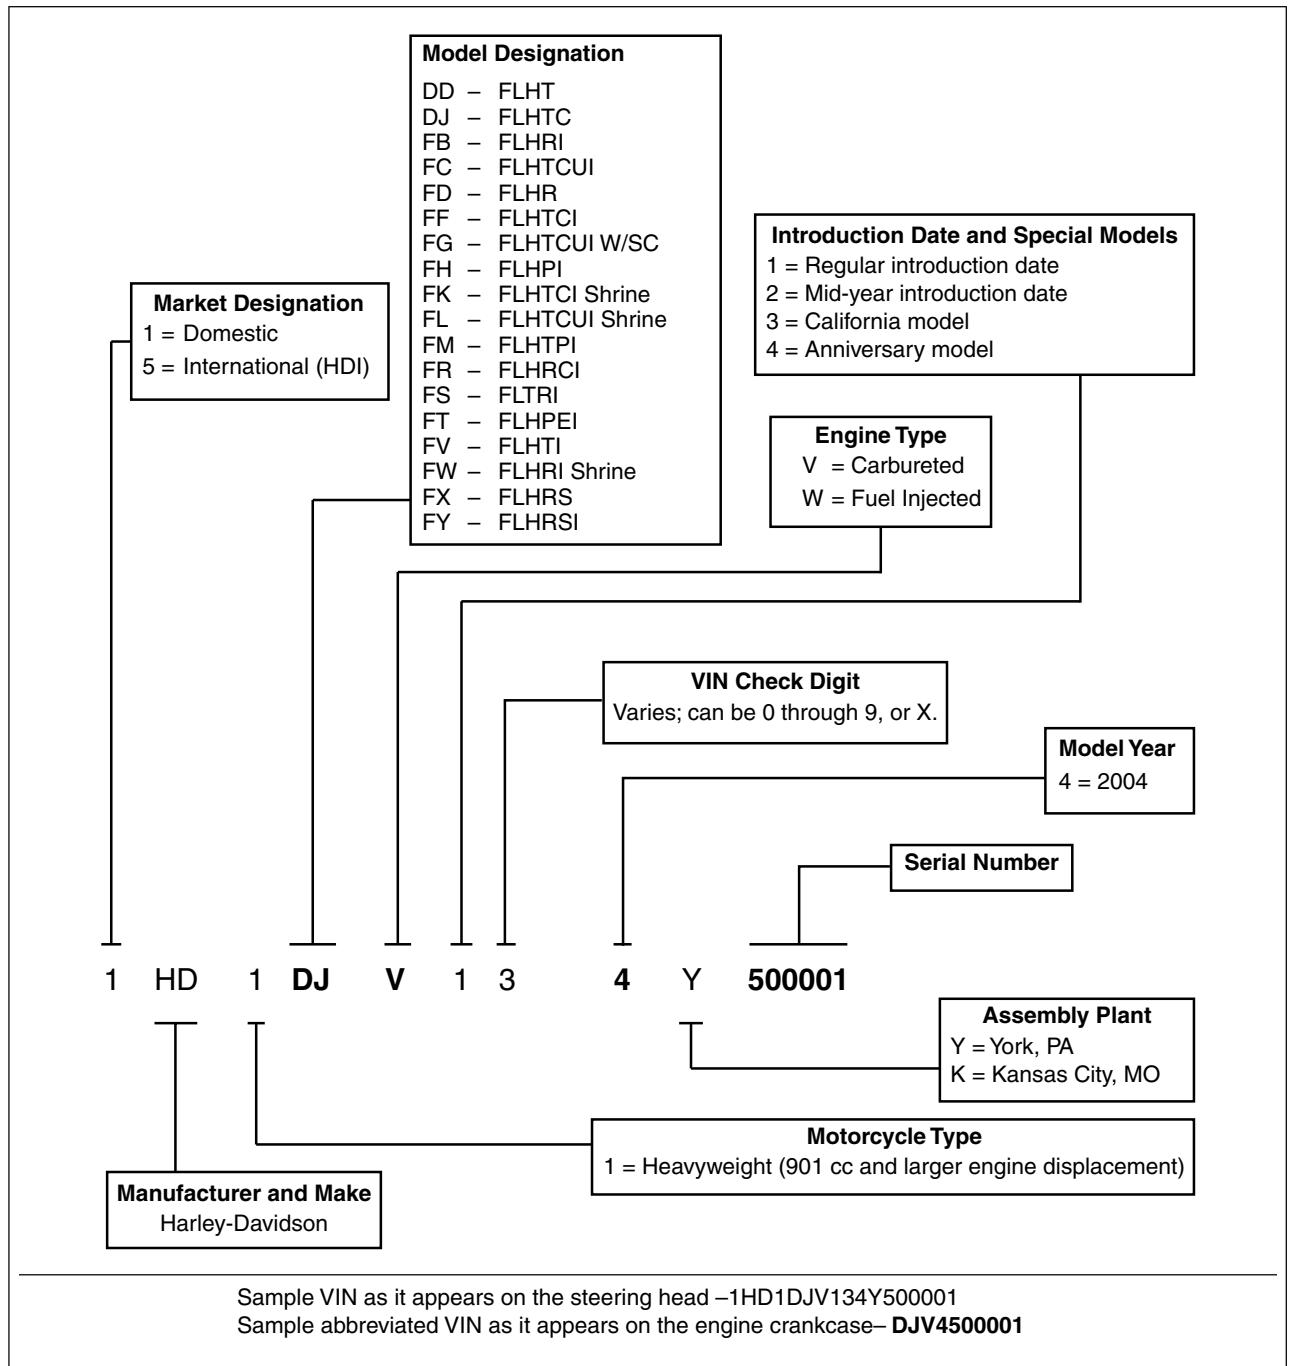 Model Designation
DD – FLHT
DJ – FLHTC
FB – FLHRI
FC – FLHTCUI
FD – FLHR
FF – FLHTCI
FG – FLHTCUI W/SC
FH – FLHPI
FK – FLHTCI Shrine
FL – FLHTCUI Shrine
FM – FLHTPI
FR – FLHRCI
FS – FLTRI
FT – FLHPEI
FV – FLHTI
FW – FLHRI Shrine
FX – FLHRS
FY – FLHRSI
Introduction Date and Special Models
1 = Regular introduction date
2 = Mid-year introduction date
3 = California model
4 = Anniversary model
Market Designation
1 = Domestic
5 = International (HDI)
Engine Type
V = Carbureted
W = Fuel Injected
VIN Check Digit
Varies; can be 0 through 9, or X.
Model Year
4 = 2004
Serial Number
1 HD 1 DJ V 1 3 4 Y 500001
Assembly Plant
Y = York, PA
K = Kansas City, MO
Motorcycle Type
1 = Heavyweight (901 cc and larger engine displacement)
Manufacturer and Make
Harley-Davidson
Sample VIN as it appears on the steering head –1HD1DJV134Y500001
Sample abbreviated VIN as it appears on the engine crankcase– DJV4500001